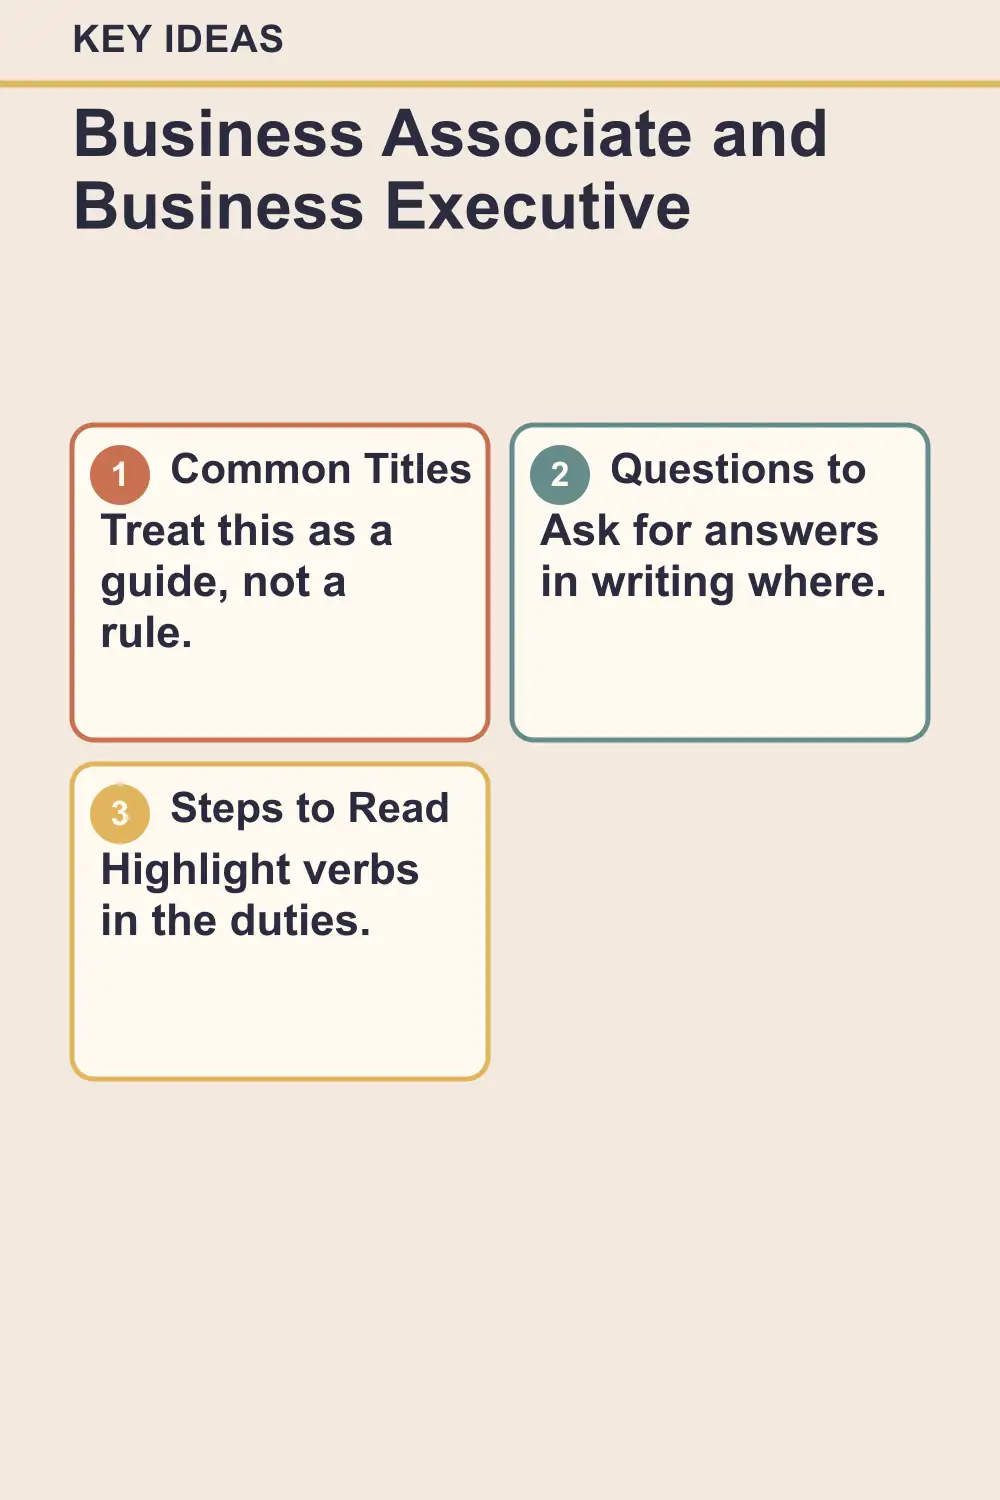 KEY IDEAS
Business Associate and
Business Executive
1 Common Titles
Treat this as a
guide, not a
rule.
2 Questions to
Ask for answers
in writing where.
3 Steps to Read
Highlight verbs
in the duties.